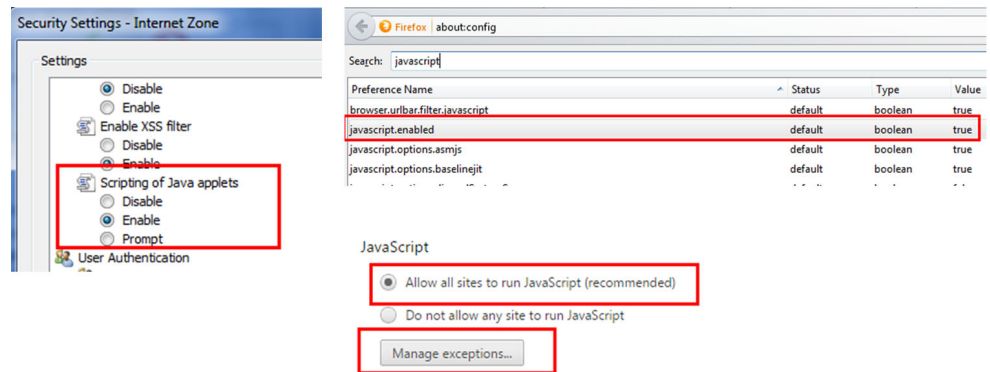 Security Settings - Internet Zone
Settings
Disable
Enable
Enable XSS filter
Disable
Enable
Scripting of Java applets
Disable
Enable
Prompt
User Authentication
Firefox about:config
Search: javascript
Preference Name Status Type Value
browser.urlbar.filter.javascript default boolean true
javascript.enabled default boolean true
javascript.options.asmjs default boolean true
javascript.options.baselinejit default boolean true
JavaScript
Allow all sites to run JavaScript (recommended)
Do not allow any site to run JavaScript
Manage exceptions...